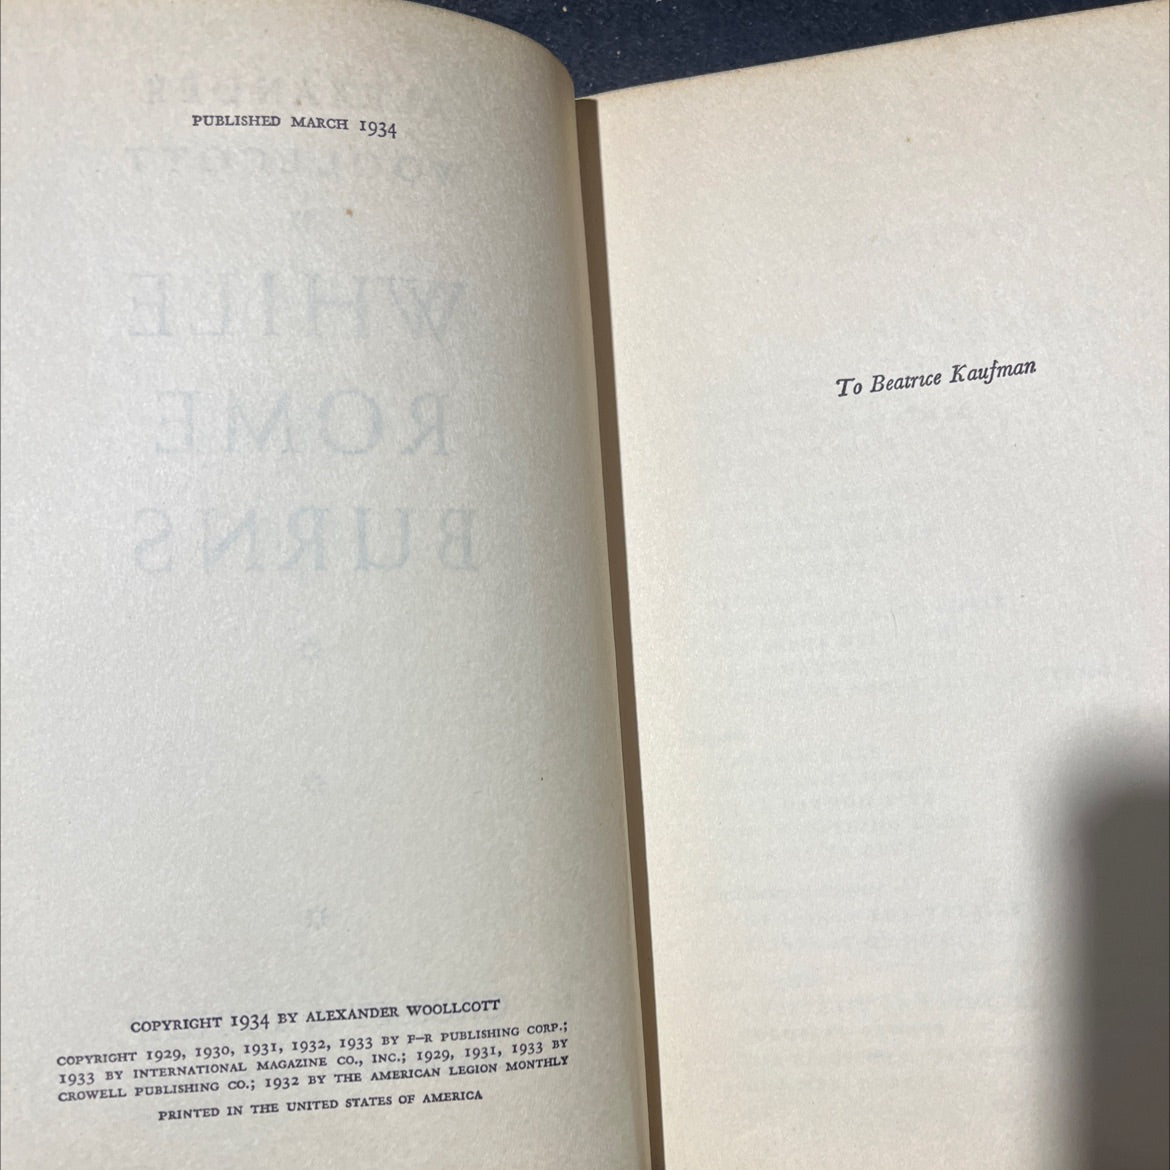 PUBLISHED MARCH 1934
COPYRIGHT 1934 BY ALEXANDER WOOLLCOTT
COPYRIGHT 1929, 1930, 1931, 1932, 1933 BY F–R PUBLISHING CORP.;
1933 BY INTERNATIONAL MAGAZINE CO., INC.; 1929, 1931, 1933 BY
CROWELL PUBLISHING CO.; 1932 BY THE AMERICAN LEGION MONTHLY
PRINTED IN THE UNITED STATES OF AMERICA
To Beatrice Kaufman